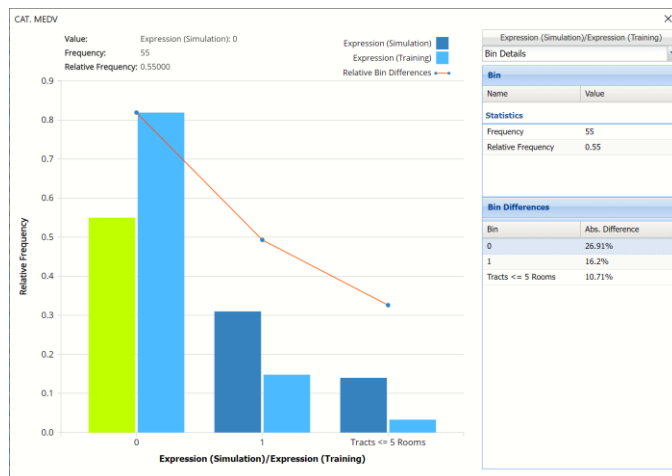 CAT. MEDV
Value: Expression (Simulation): 0
Frequency: 55
Relative Frequency: 0.55000
Expression (Simulation)
Expression (Training)
Relative Bin Differences
0.9
0.8
0.7
0.6
0.5
0.4
0.3
0.2
0.1
0.0
Relative Frequency
0 1 Tracts <= 5 Rooms
Expression (Simulation)/Expression (Training)
Expression (Simulation)/Expression (Training)
Bin Details
Bin
Name Value
Statistics
Frequency 55
Relative Frequency 0.55
Bin Differences
Bin Abs. Difference
0 26.91%
1 16.2%
Tracts <= 5 Rooms 10.71%